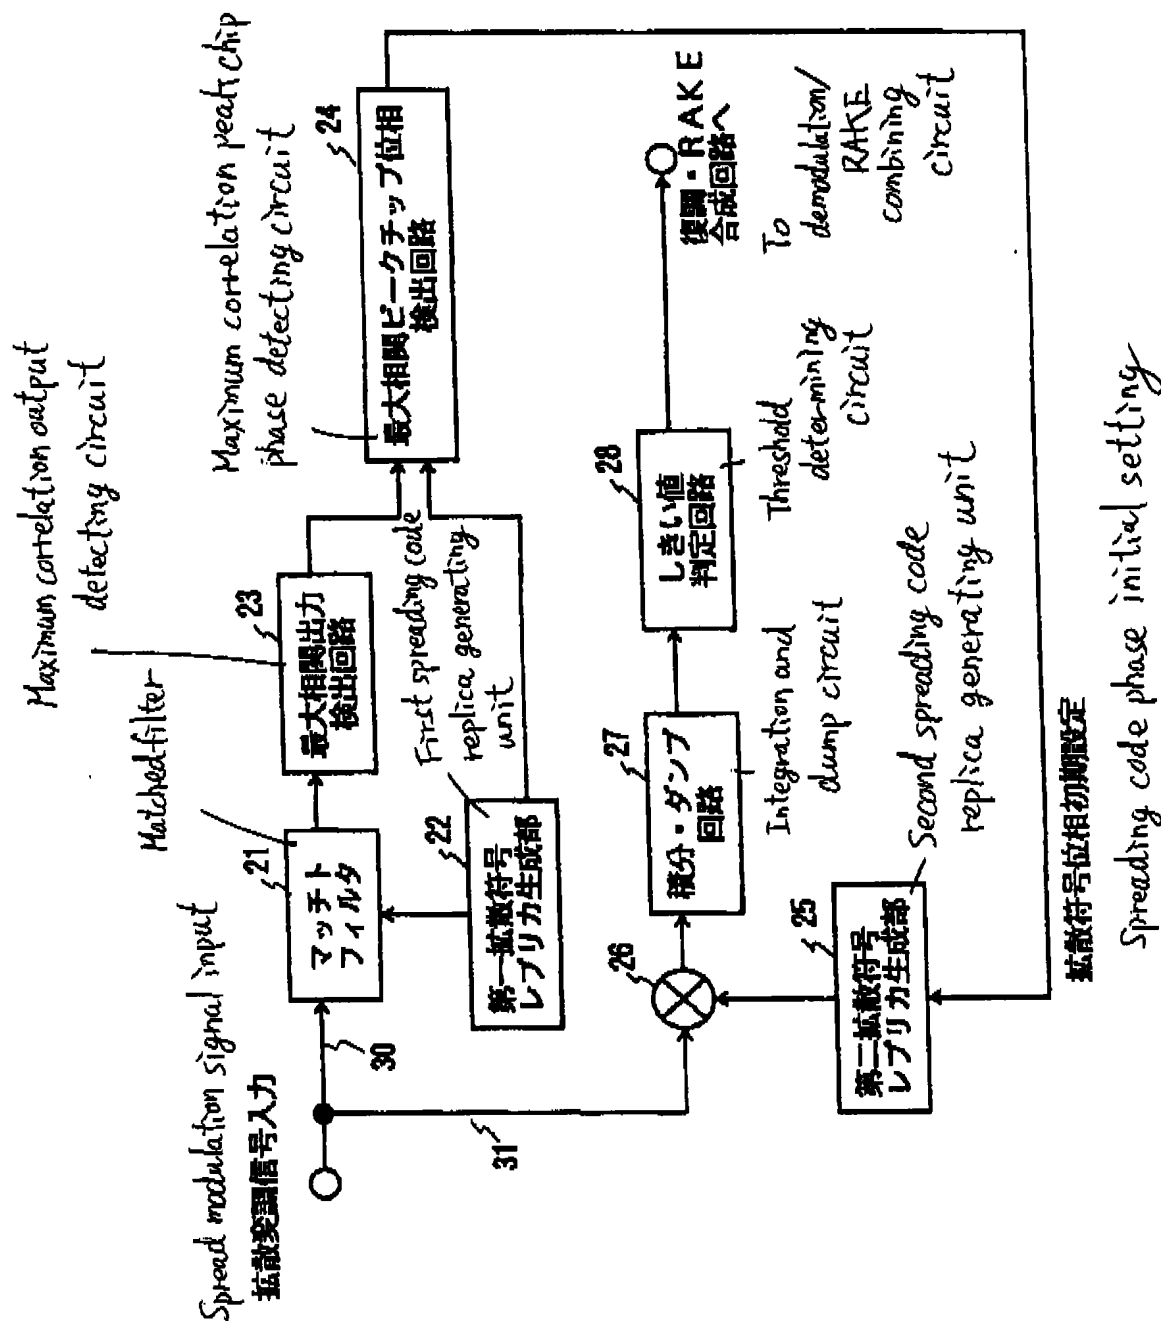 Maximum correlation output
detecting circuit
Maximum correlation peak chip
phase detecting circuit
Matched filter
Spread modulation signal input
拡散変調信号入力
30
31
21
マッチト
フィルタ
23
最大相関出力
検出回路
24
最大相関ピークチップ位相
検出回路
22
第一拡散符号
レプリカ生成部
First spreading code
replica generating
unit
26
27
積分・ダンプ
回路
Integration and
dump circuit
28
しきい値
判定回路
Threshold
determining
circuit
復調・RAKE
合成回路へ
To
demodulation/
RAKE
combining
circuit
25
第二拡散符号
レプリカ生成部
Second spreading code
replica generating unit
拡散符号位相初期設定
Spreading code phase initial setting